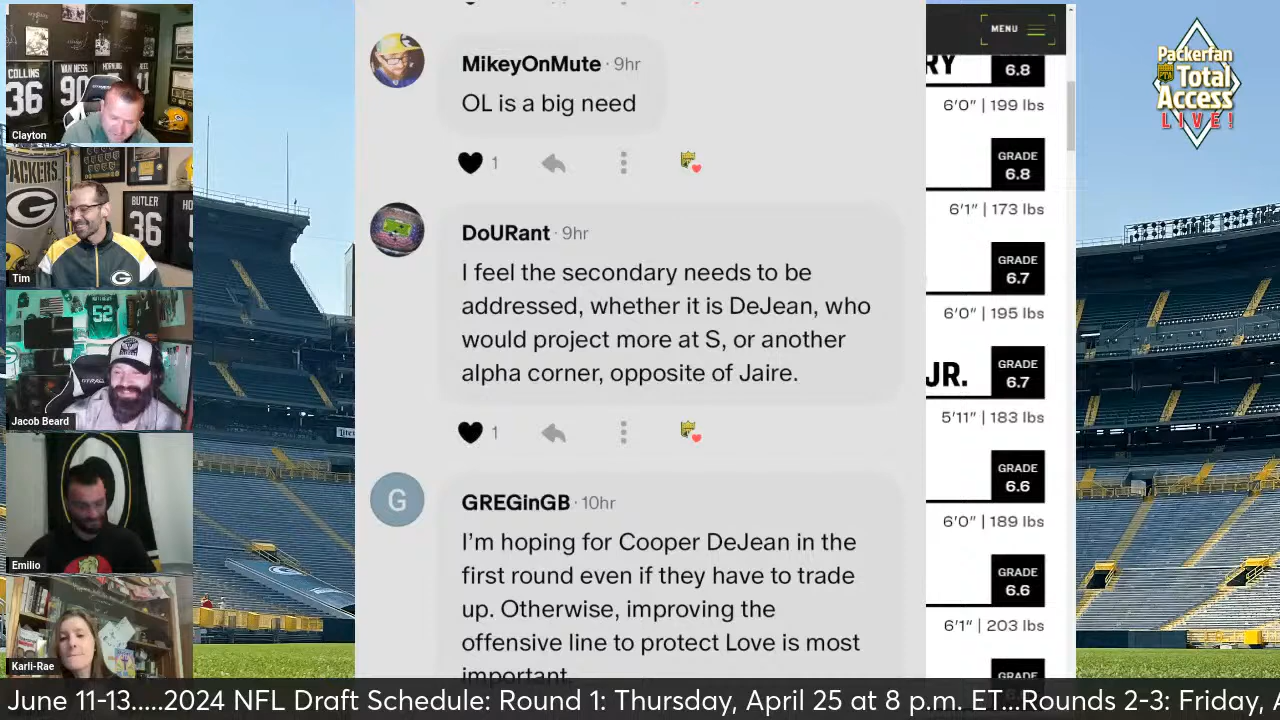 COLLINS
36
VAN NESS
90
Clayton
PACKERS
G
BUTLER
36
HO
G
Tim
52
Jacob Beard
Emilio
Karli-Rae
MikeyOnMute · 9hr
OL is a big need
1
DoURant · 9hr
I feel the secondary needs to be
addressed, whether it is DeJean, who
would project more at S, or another
alpha corner, opposite of Jaire.
1
G
GREGinGB · 10hr
I'm hoping for Cooper DeJean in the
first round even if they have to trade
up. Otherwise, improving the
offensive line to protect Love is most
important.
MENU
RY
6.8
6'0" | 199 lbs
GRADE
6.8
6'1" | 173 lbs
GRADE
6.7
6'0" | 195 lbs
JR.
GRADE
6.7
5'11" | 183 lbs
GRADE
6.6
6'0" | 189 lbs
GRADE
6.6
6'1" | 203 lbs
GRADE
Packerfan
Total
Access
LIVE!
June 11-13.....2024 NFL Draft Schedule: Round 1: Thursday, April 25 at 8 p.m. ET...Rounds 2-3: Friday, A